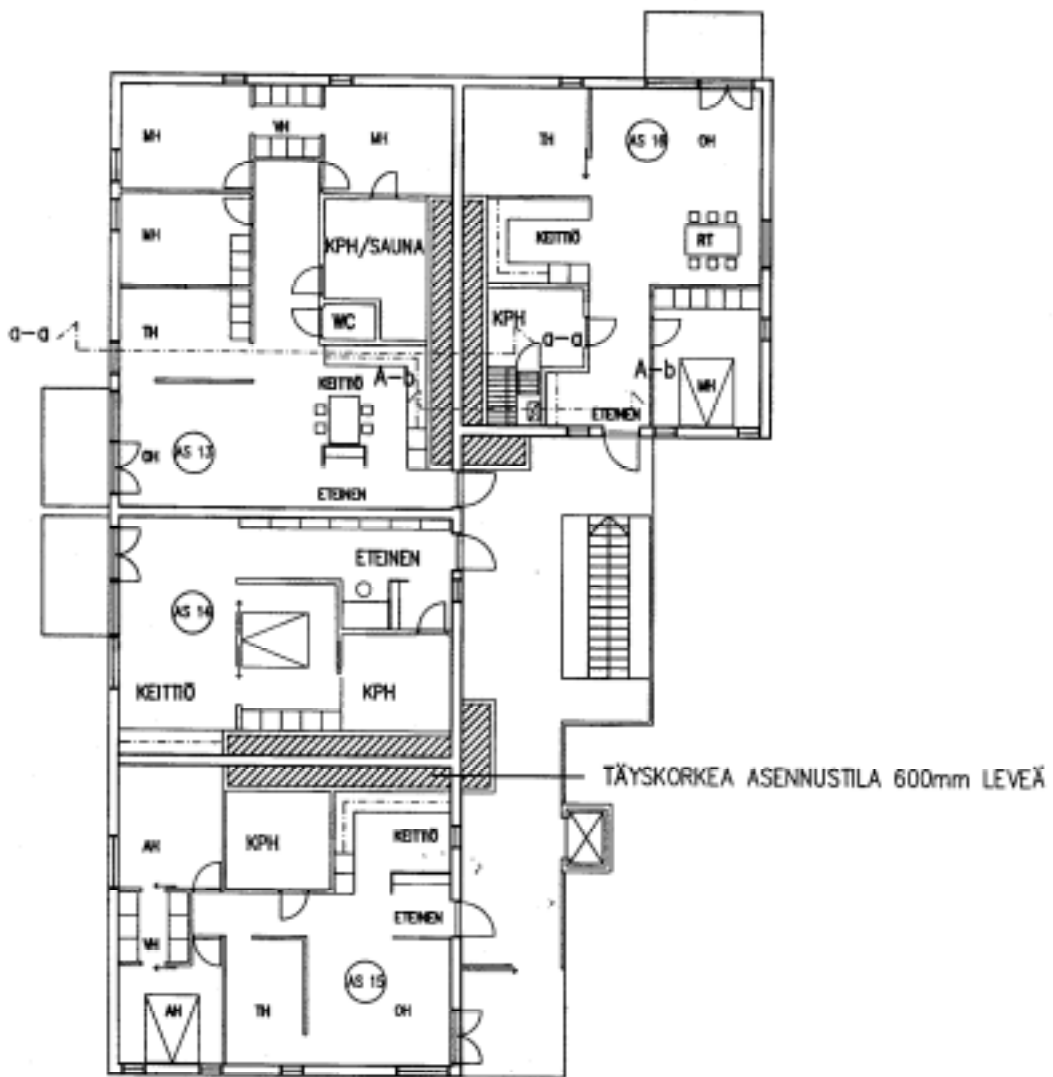 MH
VH
MH
TH
AS 16
OH
MH
KPH/SAUNA
KEITTIÖ
RT
TH
WC
KPH
a-a
a-a
A-b
KEITTIÖ
A-b
MH
ETEINEN
OH
AS 13
ETEINEN
ETEINEN
AS 14
KEITTIÖ
KPH
TÄYSKORKEA ASENNUSTILA 600mm LEVEÄ
AH
KPH
KEITTIÖ
ETEINEN
VH
AS 15
AH
TH
OH